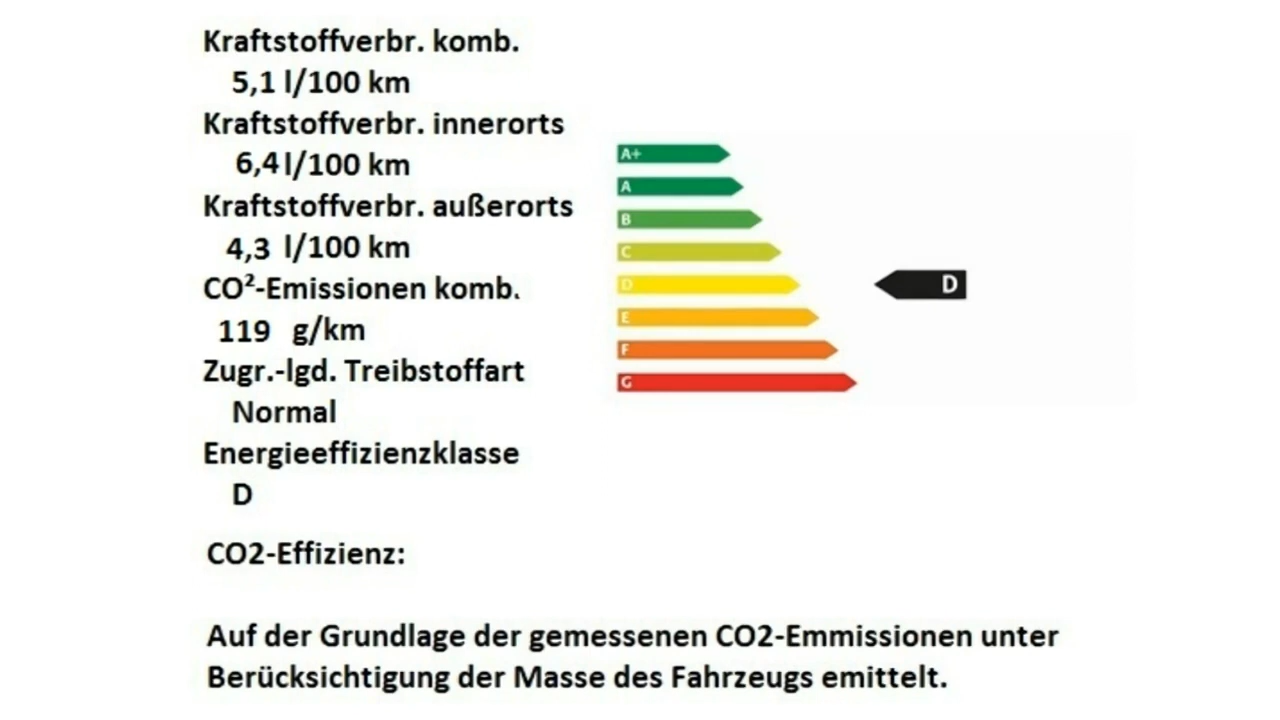 Kraftstoffverbr. komb.
5,1 l/100 km
Kraftstoffverbr. innerorts
6,4 l/100 km
Kraftstoffverbr. außerorts
4,3 l/100 km
CO²-Emissionen komb.
119 g/km
Zugr.-lgd. Treibstoffart
Normal
Energieeffizienzklasse
D
A+
A
B
C
D
E
F
G
D
CO2-Effizienz:
Auf der Grundlage der gemessenen CO2-Emmissionen unter
Berücksichtigung der Masse des Fahrzeugs emittelt.